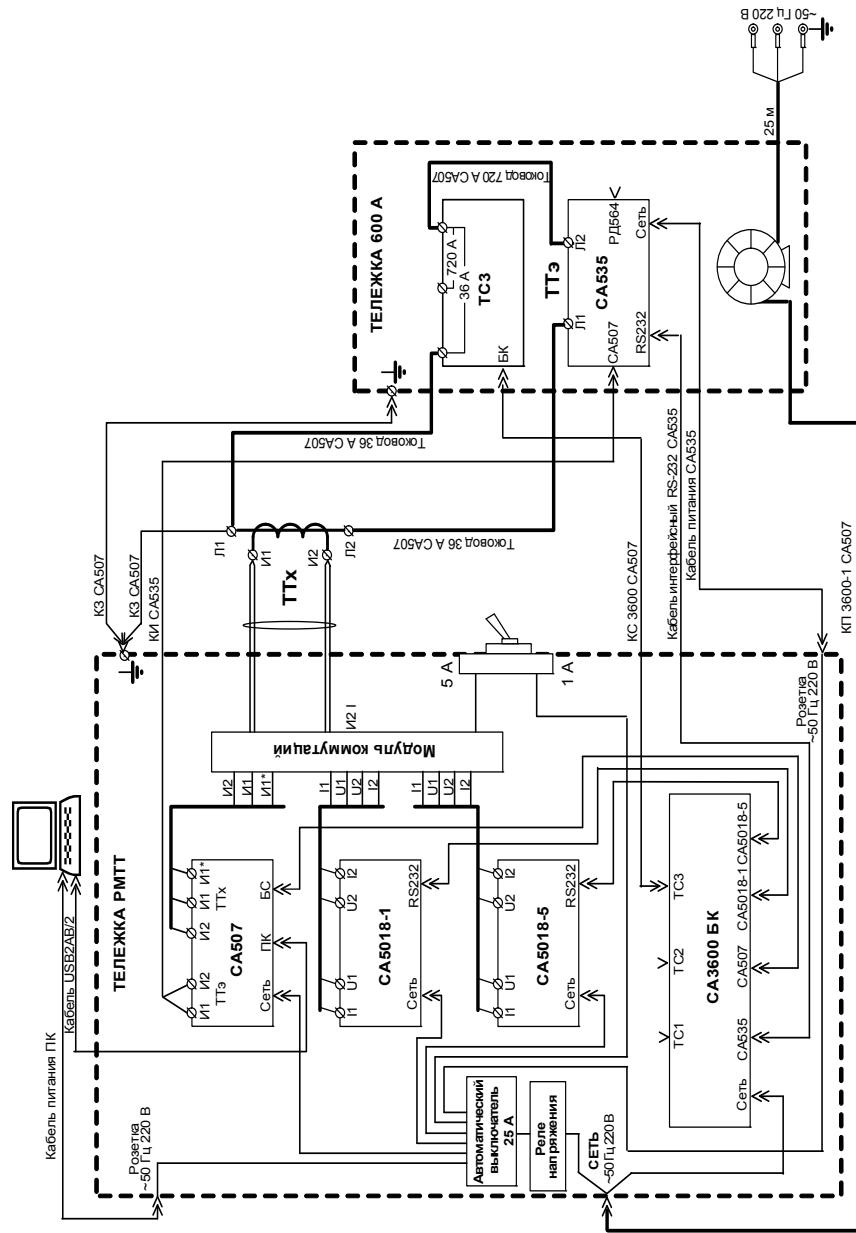 Кабель питания ПК
Кабель USB2AB/2
Розетка
~50 Гц 220 В
ТЕЛЕЖКА РМТТ
И1
И2
ТТэ
И2
И1
И1*
ТТх
СА507
Сеть
ПК
БС
I1
U1
U2
I2
СА5018-1
Сеть
RS232
I1
U1
U2
I2
СА5018-5
Сеть
RS232
И2
И1
И1*
I1
U1
U2
I2
I1
U1
U2
I2
Модуль коммутаций
И2 I
5 А
1 А
Автоматический
выключатель
25 А
Реле
напряжения
СЕТЬ
~50Гц220В
ТС1
ТС2
ТС3
СА3600 БК
Сеть
СА535
СА507
СА5018-1
СА5018-5
Розетка
~50 Гц 220 В
КЗ СА507
КЗ СА507
КИ СА535
Л1
И1
И2
Л2
ТТх
Токовод 36 А СА507
Токовод 36 А СА507
КС 3600 СА507
Кабель интерфейсный RS-232 СА535
Кабель питания СА535
КП 3600-1 СА507
ТЕЛЕЖКА 600 А
720 А
36 А
ТС3
БК
Токовод 720 А СА507
ТТэ
Л1
Л2
СА507
СА535
РД564
RS232
Сеть
25 м
~50 Гц 220 В